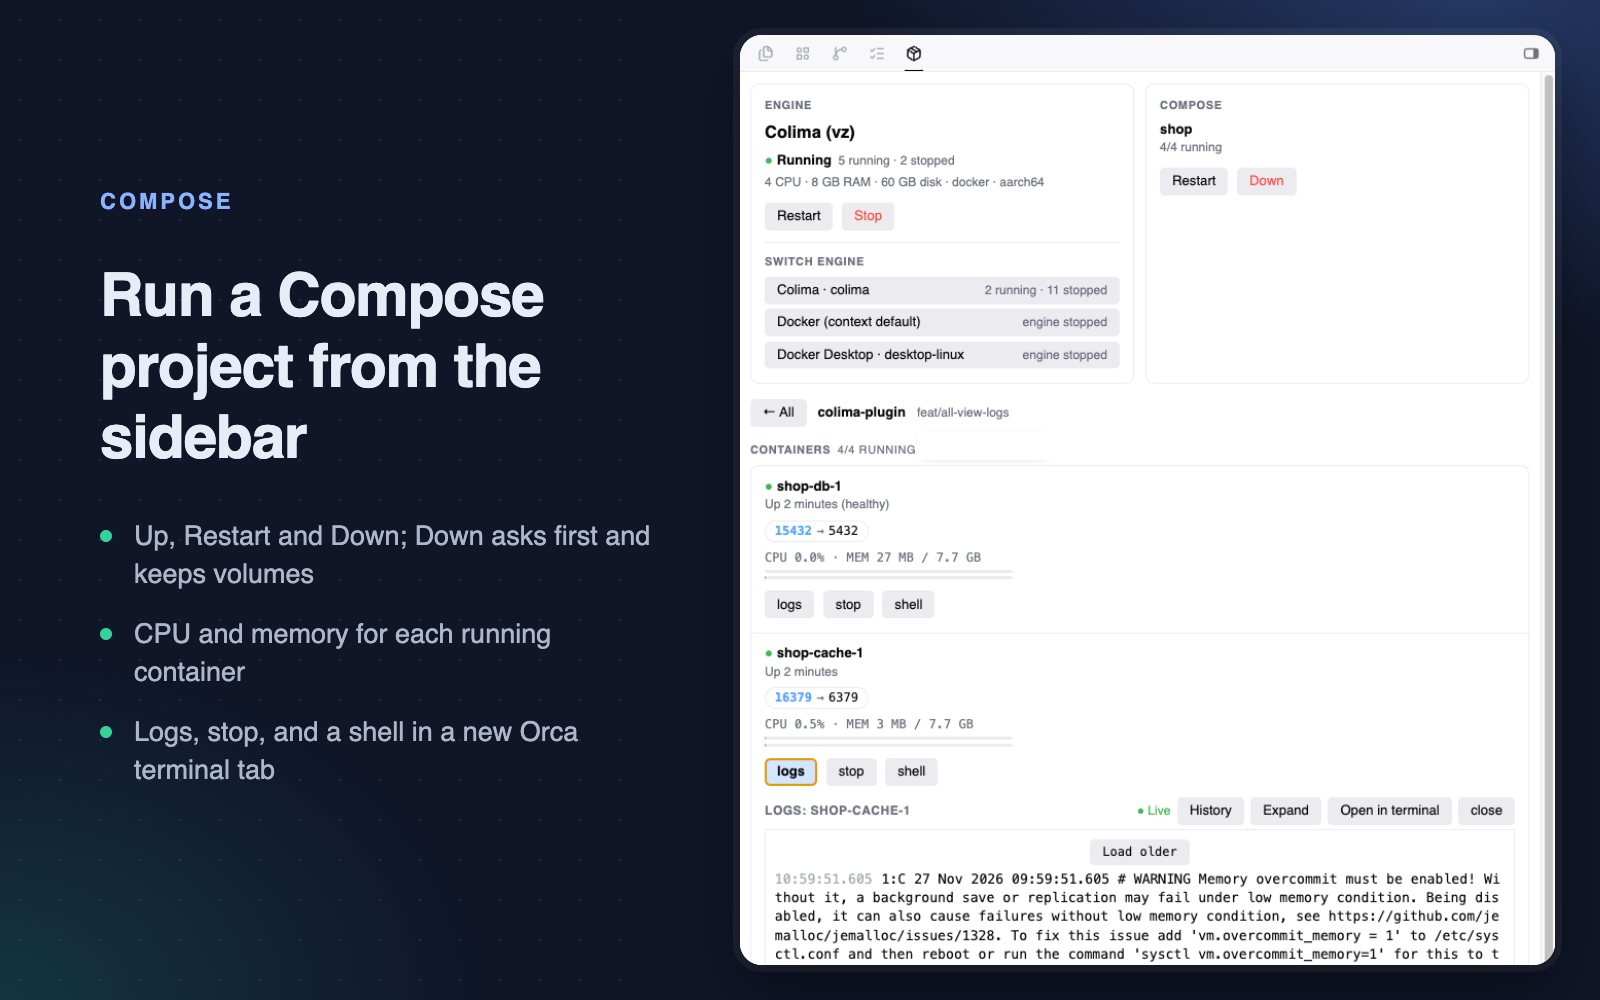 COMPOSE
Run a Compose
project from the
sidebar
Up, Restart and Down; Down asks first and
keeps volumes
CPU and memory for each running
container
Logs, stop, and a shell in a new Orca
terminal tab
ENGINE
Colima (vz)
Running 5 running · 2 stopped
4 CPU · 8 GB RAM · 60 GB disk · docker · aarch64
Restart Stop
SWITCH ENGINE
Colima · colima 2 running · 11 stopped
Docker (context default) engine stopped
Docker Desktop · desktop-linux engine stopped
COMPOSE
shop
4/4 running
Restart Down
← All colima-plugin feat/all-view-logs
CONTAINERS 4/4 RUNNING
shop-db-1
Up 2 minutes (healthy)
15432 → 5432
CPU 0.0% · MEM 27 MB / 7.7 GB
logs stop shell
shop-cache-1
Up 2 minutes
16379 → 6379
CPU 0.5% · MEM 3 MB / 7.7 GB
logs stop shell
LOGS: SHOP-CACHE-1 Live History Expand Open in terminal close
Load older
10:59:51.605 1:C 27 Nov 2026 09:59:51.605 # WARNING Memory overcommit must be enabled! Wi
thout it, a background save or replication may fail under low memory condition. Being dis
abled, it can also cause failures without low memory condition, see https://github.com/je
malloc/jemalloc/issues/1328. To fix this issue add 'vm.overcommit_memory = 1' to /etc/sys
ctl.conf and then reboot or run the command 'sysctl vm.overcommit_memory=1' for this to t